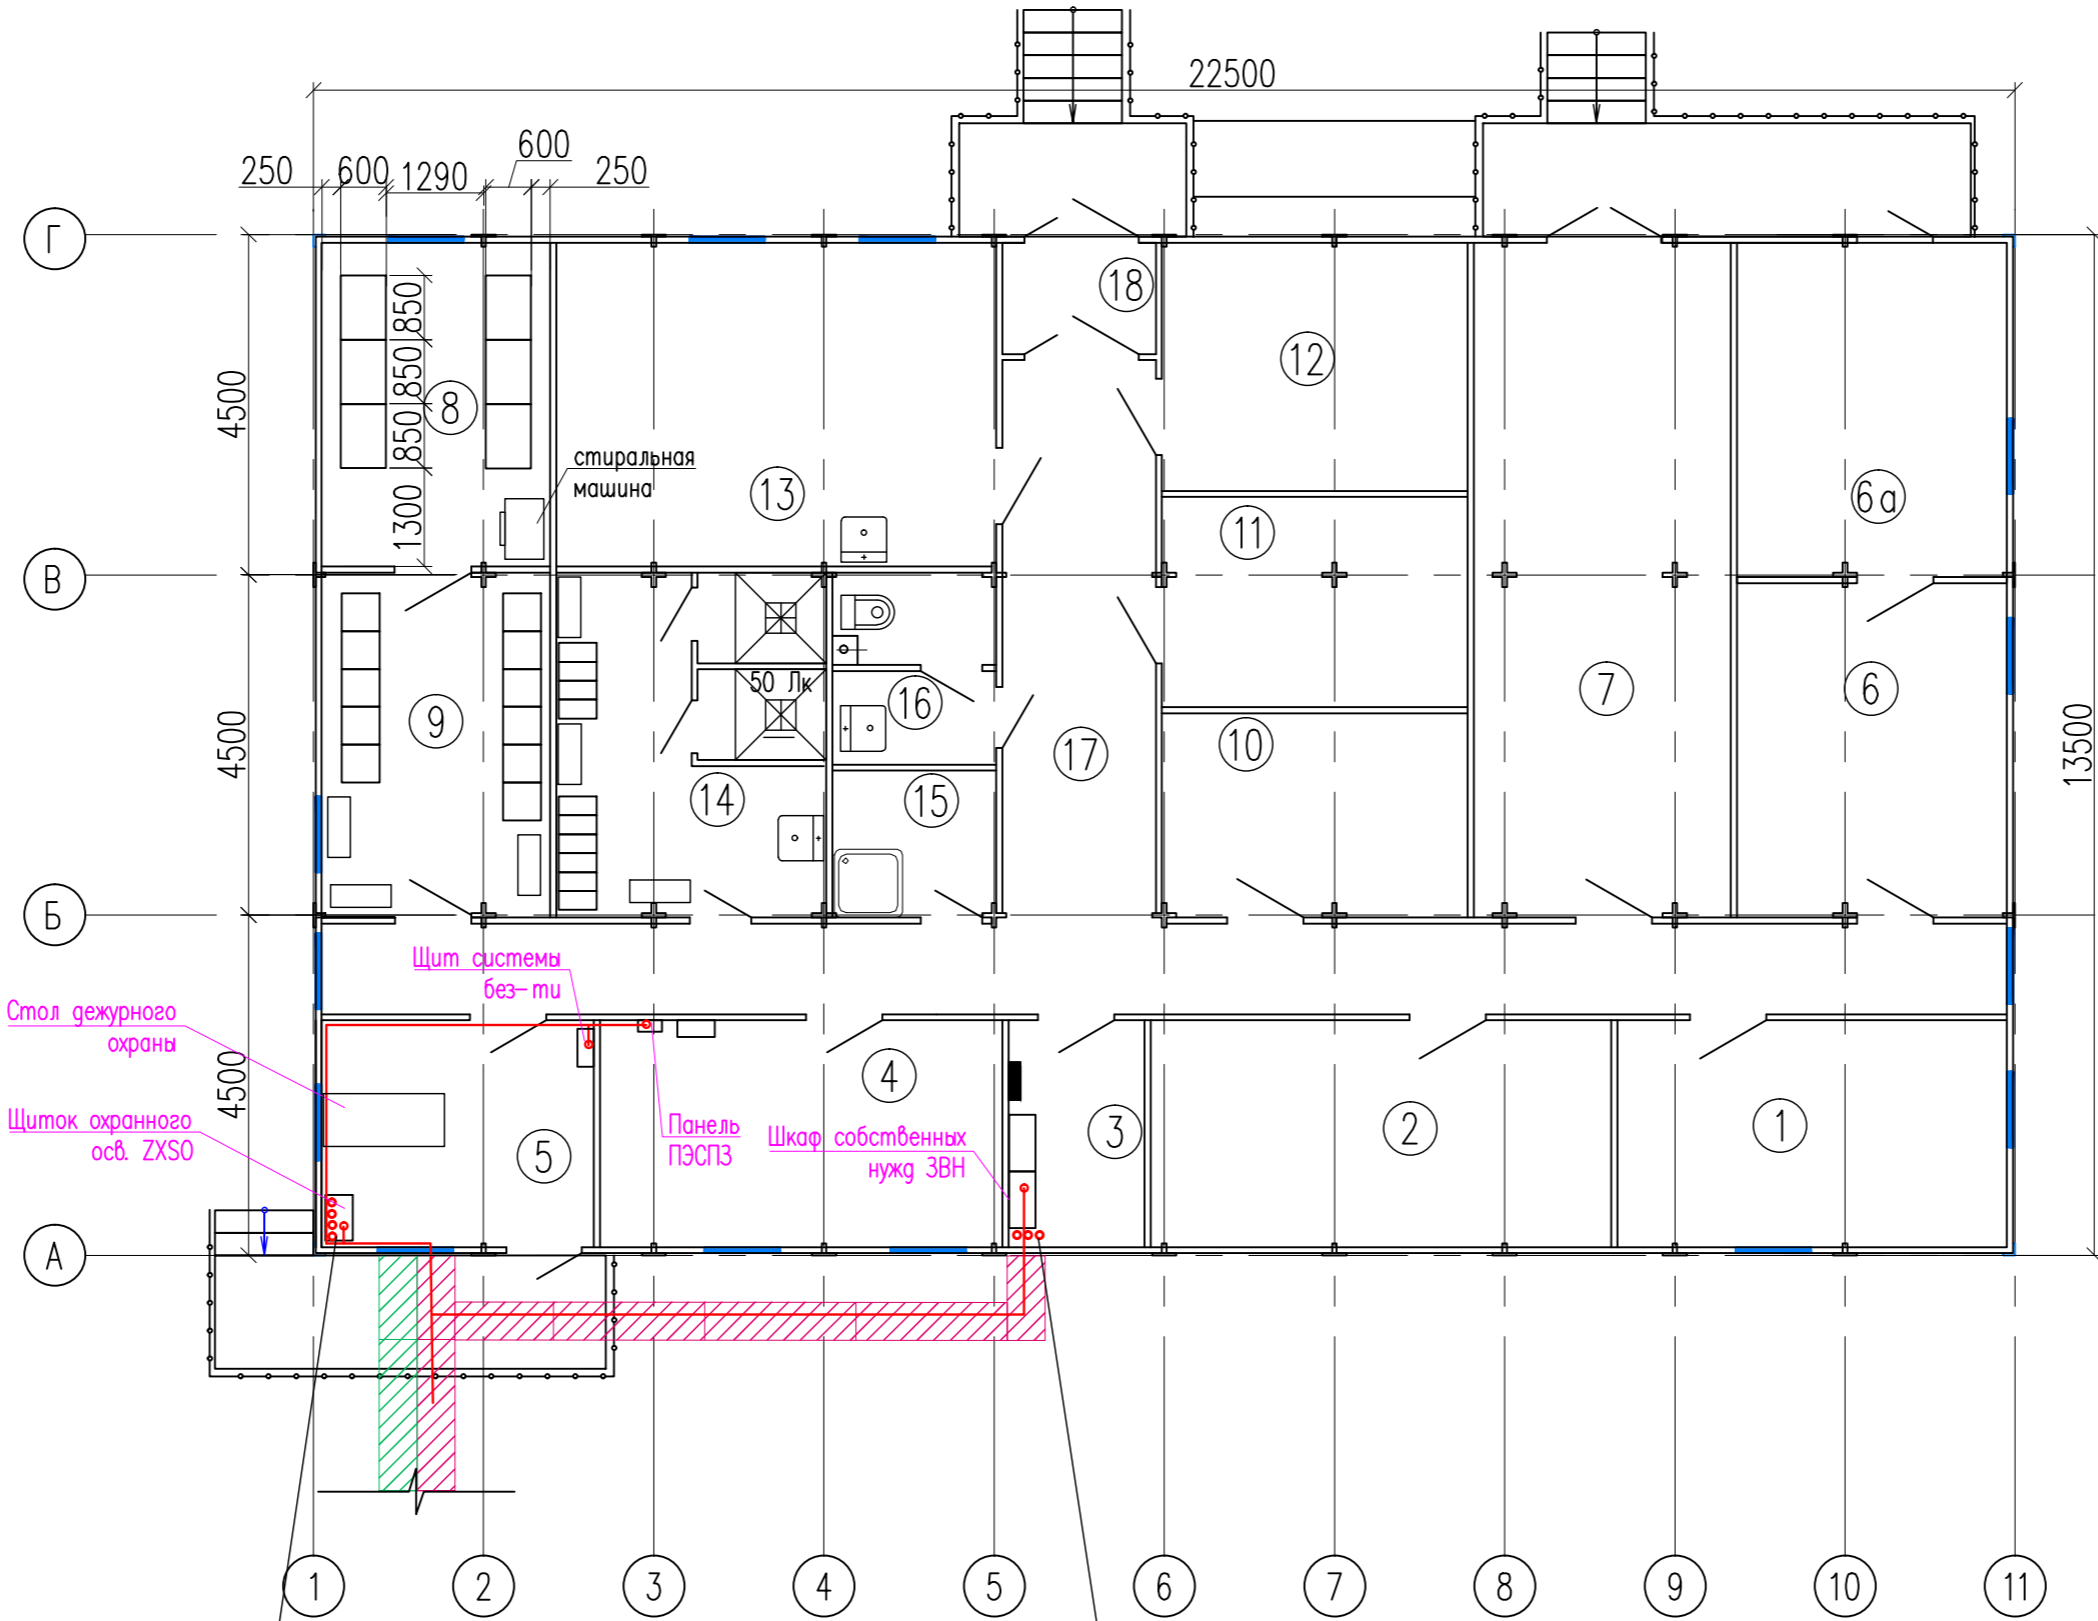 22500
600
250
600
1290
250
Г
18
850
12
850
4500
8
850
стиральная
машина
13
6а
1300
11
В
50 Лк
7
6
16
9
17
10
4500
13500
14
15
Б
Щит системы
без-ти
Стол дежурного
охраны
4
4500
Щиток охранного
осв. ZXSO
Панель
ПЭСПЗ
Шкаф собственных
нужд ЗВН
3
2
1
5
А
1
2
3
4
5
6
7
8
9
10
11